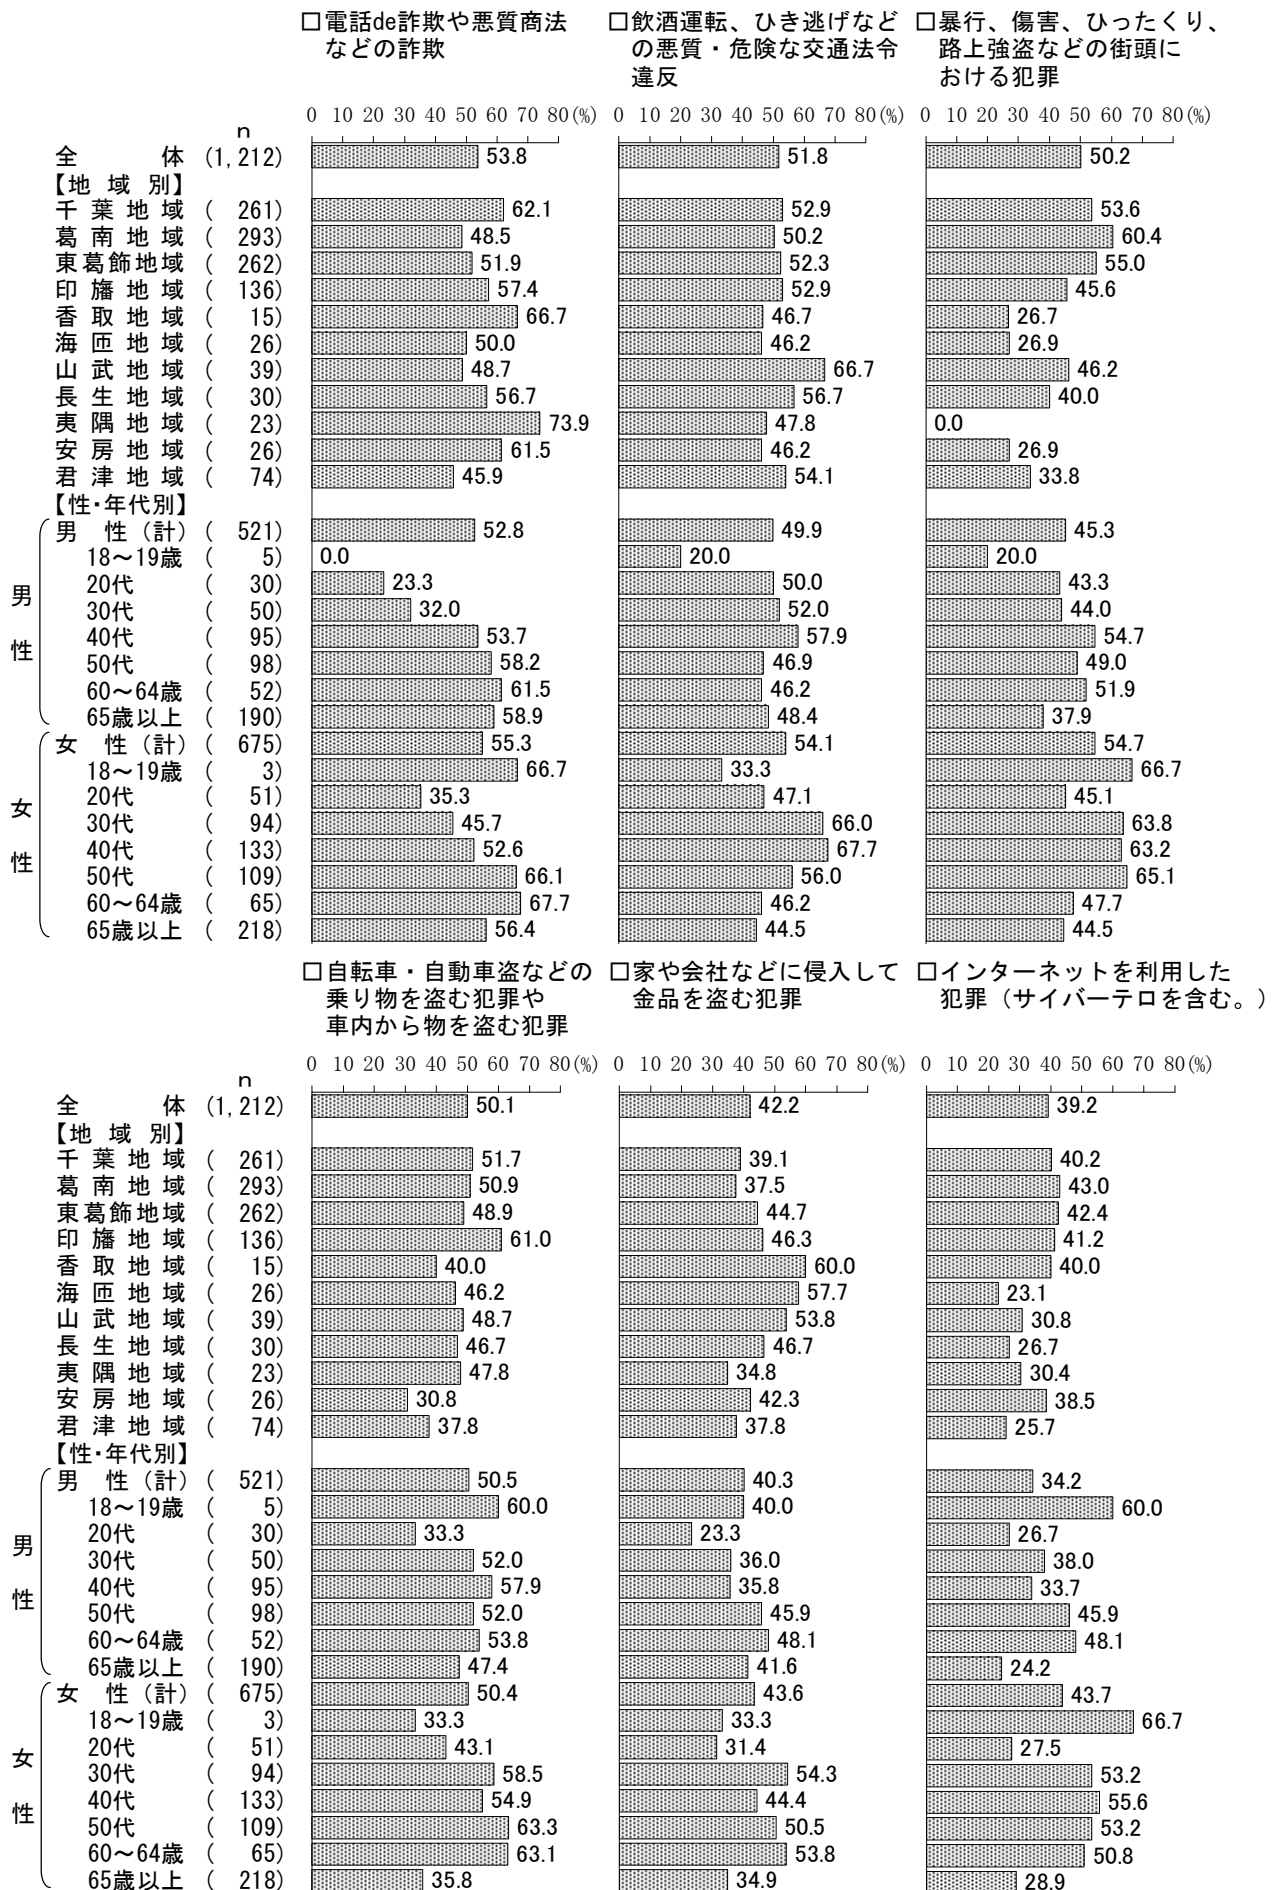 □電話de詐欺や悪質商法 □飲酒運転、ひき逃げなど □暴行、傷害、ひったくり、
などの詐欺 の悪質・危険な交通法令 路上強盗などの街頭に
違反 おける犯罪
0 10 20 30 40 50 60 70 80(%) 0 10 20 30 40 50 60 70 80(%) 0 10 20 30 40 50 60 70 80(%)
n
全体 (1,212) 53.8 51.8 50.2
【地域別】
千葉地域 ( 261) 62.1 52.9 53.6
葛南地域 ( 293) 48.5 50.2 60.4
東葛飾地域 ( 262) 51.9 52.3 55.0
印旛地域 ( 136) 57.4 52.9 45.6
香取地域 ( 15) 66.7 46.7 26.7
海匝地域 ( 26) 50.0 46.2 26.9
山武地域 ( 39) 48.7 66.7 46.2
長生地域 ( 30) 56.7 56.7 40.0
夷隅地域 ( 23) 73.9 47.8 0.0
安房地域 ( 26) 61.5 46.2 26.9
君津地域 ( 74) 45.9 54.1 33.8
【性・年代別】
男性
男性(計) ( 521) 52.8 49.9 45.3
18～19歳 ( 5) 0.0 20.0 20.0
20代 ( 30) 23.3 50.0 43.3
30代 ( 50) 32.0 52.0 44.0
40代 ( 95) 53.7 57.9 54.7
50代 ( 98) 58.2 46.9 49.0
60～64歳 ( 52) 61.5 46.2 51.9
65歳以上 ( 190) 58.9 48.4 37.9
女性
女性(計) ( 675) 55.3 54.1 54.7
18～19歳 ( 3) 66.7 33.3 66.7
20代 ( 51) 35.3 47.1 45.1
30代 ( 94) 45.7 66.0 63.8
40代 ( 133) 52.6 67.7 63.2
50代 ( 109) 66.1 56.0 65.1
60～64歳 ( 65) 67.7 46.2 47.7
65歳以上 ( 218) 56.4 44.5 44.5
□自転車・自動車盗などの □家や会社などに侵入して □インターネットを利用した
乗り物を盗む犯罪や 金品を盗む犯罪 犯罪（サイバーテロを含む。）
車内から物を盗む犯罪
0 10 20 30 40 50 60 70 80(%) 0 10 20 30 40 50 60 70 80(%) 0 10 20 30 40 50 60 70 80(%)
n
全体 (1,212) 50.1 42.2 39.2
【地域別】
千葉地域 ( 261) 51.7 39.1 40.2
葛南地域 ( 293) 50.9 37.5 43.0
東葛飾地域 ( 262) 48.9 44.7 42.4
印旛地域 ( 136) 61.0 46.3 41.2
香取地域 ( 15) 40.0 60.0 40.0
海匝地域 ( 26) 46.2 57.7 23.1
山武地域 ( 39) 48.7 53.8 30.8
長生地域 ( 30) 46.7 46.7 26.7
夷隅地域 ( 23) 47.8 34.8 30.4
安房地域 ( 26) 30.8 42.3 38.5
君津地域 ( 74) 37.8 37.8 25.7
【性・年代別】
男性
男性(計) ( 521) 50.5 40.3 34.2
18～19歳 ( 5) 60.0 40.0 60.0
20代 ( 30) 33.3 23.3 26.7
30代 ( 50) 52.0 36.0 38.0
40代 ( 95) 57.9 35.8 33.7
50代 ( 98) 52.0 45.9 45.9
60～64歳 ( 52) 53.8 48.1 48.1
65歳以上 ( 190) 47.4 41.6 24.2
女性
女性(計) ( 675) 50.4 43.6 43.7
18～19歳 ( 3) 33.3 33.3 66.7
20代 ( 51) 43.1 31.4 27.5
30代 ( 94) 58.5 54.3 53.2
40代 ( 133) 54.9 44.4 55.6
50代 ( 109) 63.3 50.5 53.2
60～64歳 ( 65) 63.1 53.8 50.8
65歳以上 ( 218) 35.8 34.9 28.9